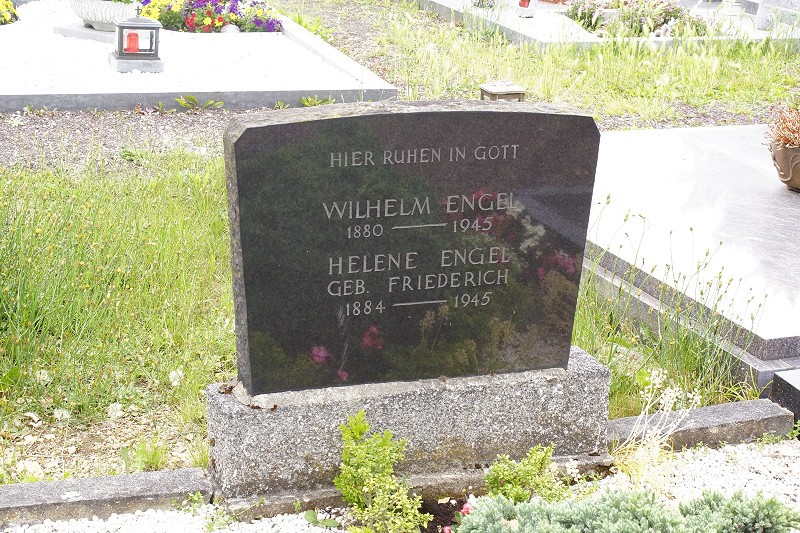 HIER RUHEN IN GOTT
WILHELM ENGEL
1880 — 1945
HELENE ENGEL
GEB. FRIEDERICH
1884 — 1945